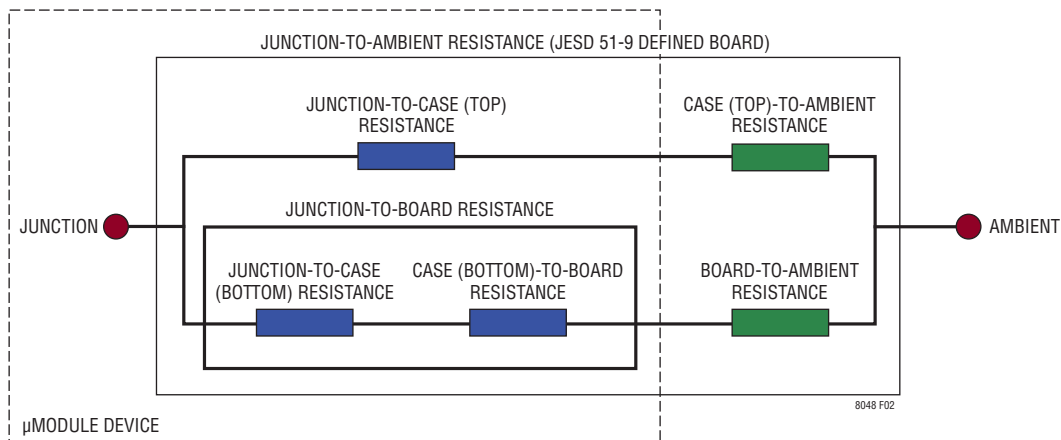 JUNCTION-TO-AMBIENT RESISTANCE (JESD 51-9 DEFINED BOARD)
JUNCTION-TO-CASE (TOP)
RESISTANCE
CASE (TOP)-TO-AMBIENT
RESISTANCE
JUNCTION
JUNCTION-TO-BOARD RESISTANCE
AMBIENT
JUNCTION-TO-CASE
(BOTTOM) RESISTANCE
CASE (BOTTOM)-TO-BOARD
RESISTANCE
BOARD-TO-AMBIENT
RESISTANCE
8048 F02
µMODULE DEVICE